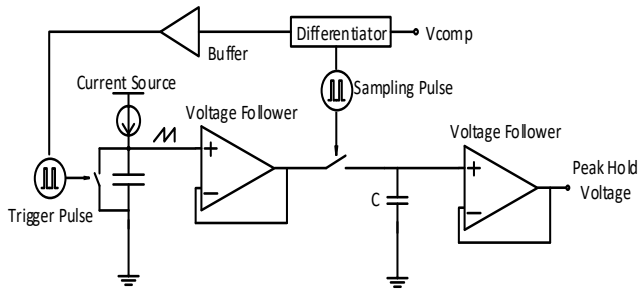 Differentiator
Vcomp
Buffer
Current Source
Sampling Pulse
Voltage Follower
Voltage Follower
+
+
+
Peak Hold
Voltage
−
−
C
Trigger Pulse